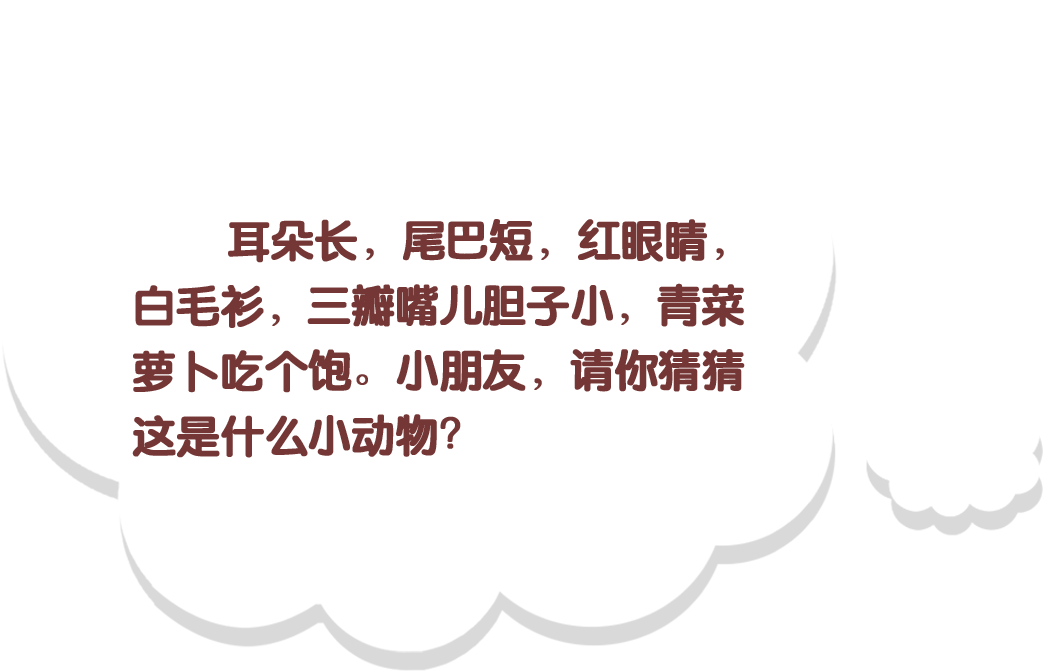 耳朵长，尾巴短，红眼睛，
白毛衫，三瓣嘴儿胆子小，青菜
萝卜吃个饱。小朋友，请你猜猜
这是什么小动物？